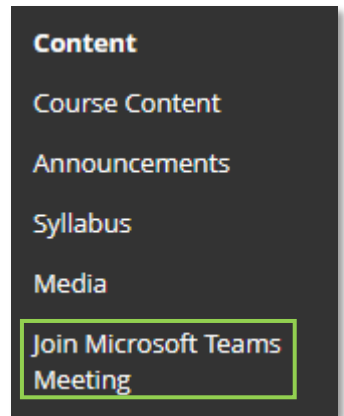 Content
Course Content
Announcements
Syllabus
Media
Join Microsoft Teams
Meeting